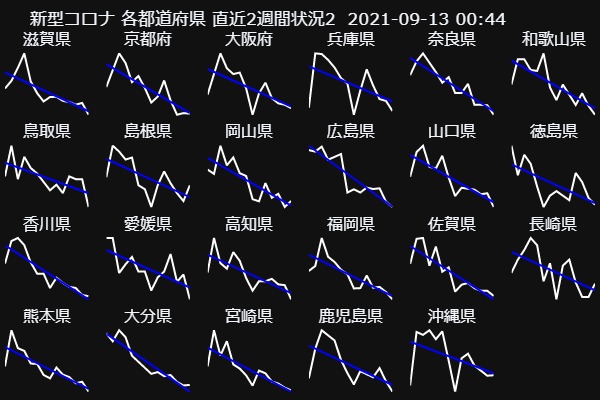 新型コロナ 各都道府県 直近2週間状況2 2021-09-13 00:44
滋賀県 京都府 大阪府 兵庫県 奈良県 和歌山県
鳥取県 島根県 岡山県 広島県 山口県 徳島県
香川県 愛媛県 高知県 福岡県 佐賀県 長崎県
熊本県 大分県 宮崎県 鹿児島県 沖縄県